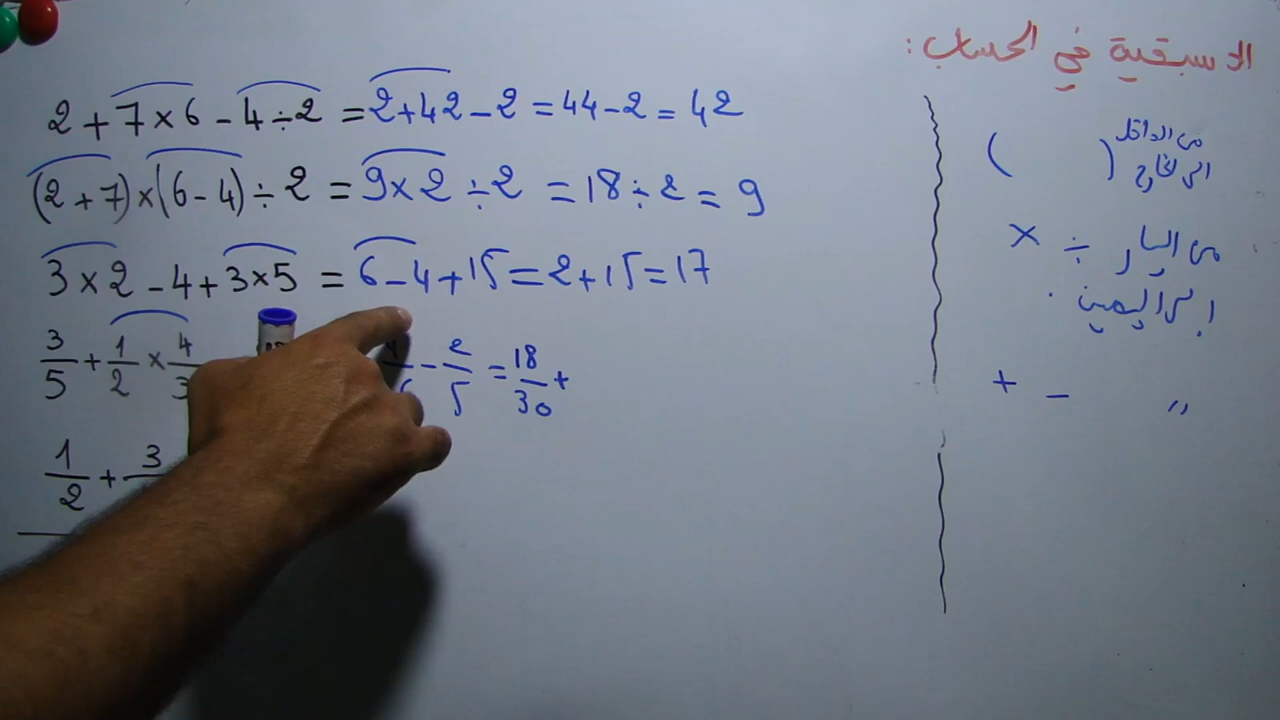 الاسبقية في الحساب :
2 + 7 × 6 - 4 ÷ 2 = 2 + 42 - 2 = 44 - 2 = 42
(2 + 7) × (6 - 4) ÷ 2 = 9 × 2 ÷ 2 = 18 ÷ 2 = 9
3 × 2 - 4 + 3 × 5 = 6 - 4 + 15 = 2 + 15 = 17
3/5 + 1/2 × 4/3 - 2/5 = 18/30 +
1/2 + 3
( ) من الداخل
الى الخارج
× ÷ من اليسار
الى اليمين .
+ - "